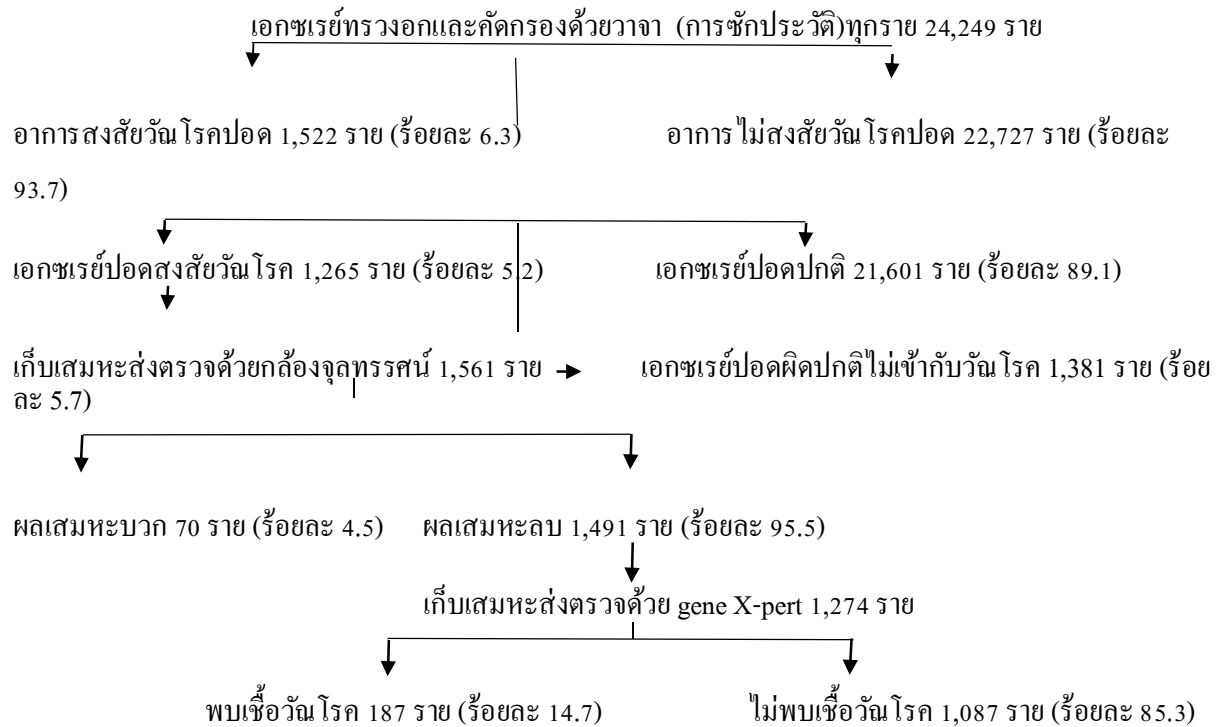 เอกซเรย์ทรวงอกและคัดกรองด้วยวาจา (การซักประวัติ)ทุกราย 24,249 ราย
อาการสงสัยวัณโรคปอด 1,522 ราย (ร้อยละ 6.3) อาการไม่สงสัยวัณโรคปอด 22,727 ราย (ร้อยละ
93.7)
เอกซเรย์ปอดสงสัยวัณโรค 1,265 ราย (ร้อยละ 5.2) เอกซเรย์ปอดปกติ 21,601 ราย (ร้อยละ 89.1)
เก็บเสมหะส่งตรวจด้วยกล้องจุลทรรศน์ 1,561 ราย เอกซเรย์ปอดผิดปกติไม่เข้ากับวัณโรค 1,381 ราย (ร้อย
ละ 5.7)
ผลเสมหะบวก 70 ราย (ร้อยละ 4.5) ผลเสมหะลบ 1,491 ราย (ร้อยละ 95.5)
เก็บเสมหะส่งตรวจด้วย gene X-pert 1,274 ราย
พบเชื้อวัณโรค 187 ราย (ร้อยละ 14.7) ไม่พบเชื้อวัณโรค 1,087 ราย (ร้อยละ 85.3)